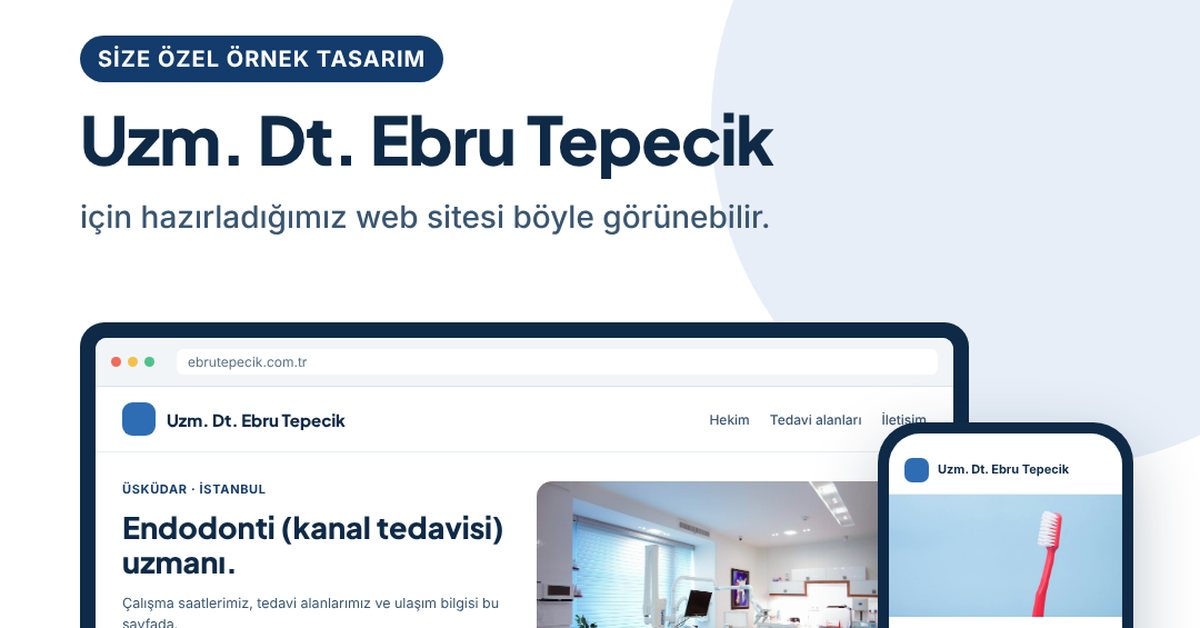 SİZE ÖZEL ÖRNEK TASARIM
Uzm. Dt. Ebru Tepecik
için hazırladığımız web sitesi böyle görünebilir.
ebrutepecik.com.tr
Uzm. Dt. Ebru Tepecik
Hekim Tedavi alanları İletişim
Uzm. Dt. Ebru Tepecik
ÜSKÜDAR · İSTANBUL
Endodonti (kanal tedavisi)
uzmanı.
Çalışma saatlerimiz, tedavi alanlarımız ve ulaşım bilgisi bu
sayfada.